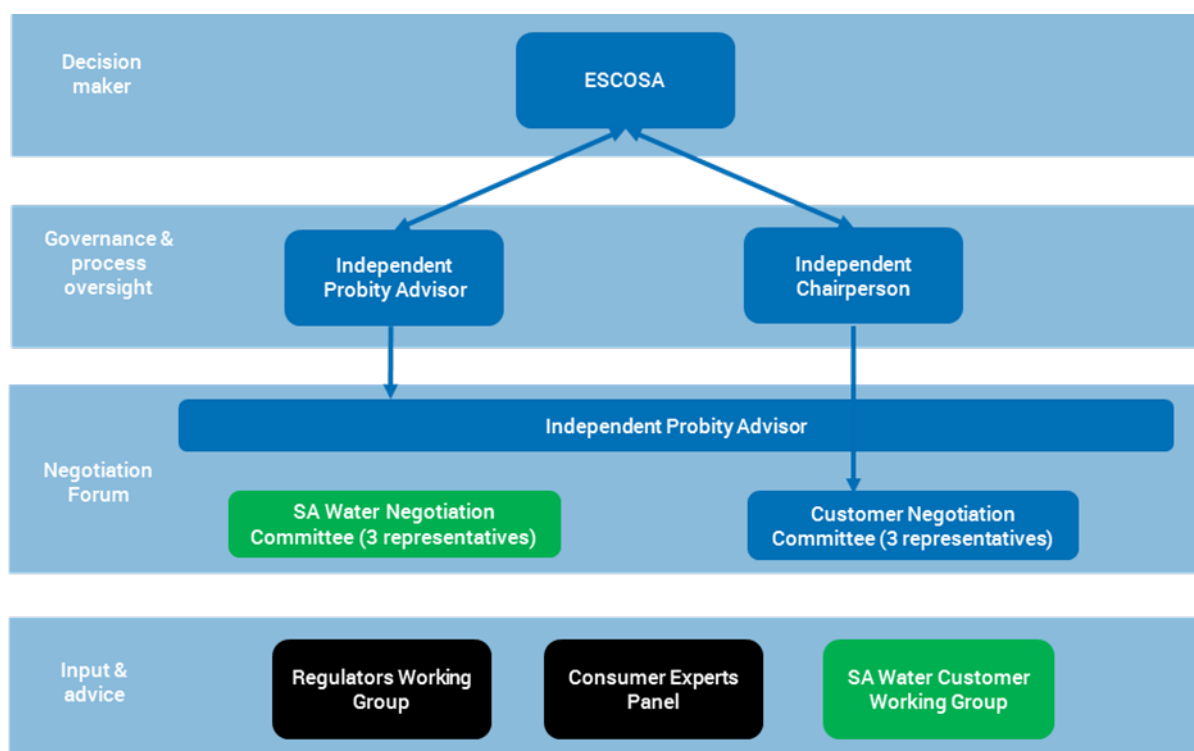 Decision
maker
ESCOSA
Governance &
process
oversight
Independent
Probity Advisor
Independent
Chairperson
Independent Probity Advisor
Negotiation
Forum
SA Water Negotiation
Committee (3 representatives)
Customer Negotiation
Committee (3 representatives)
Input &
advice
Regulators Working
Group
Consumer Experts
Panel
SA Water Customer
Working Group